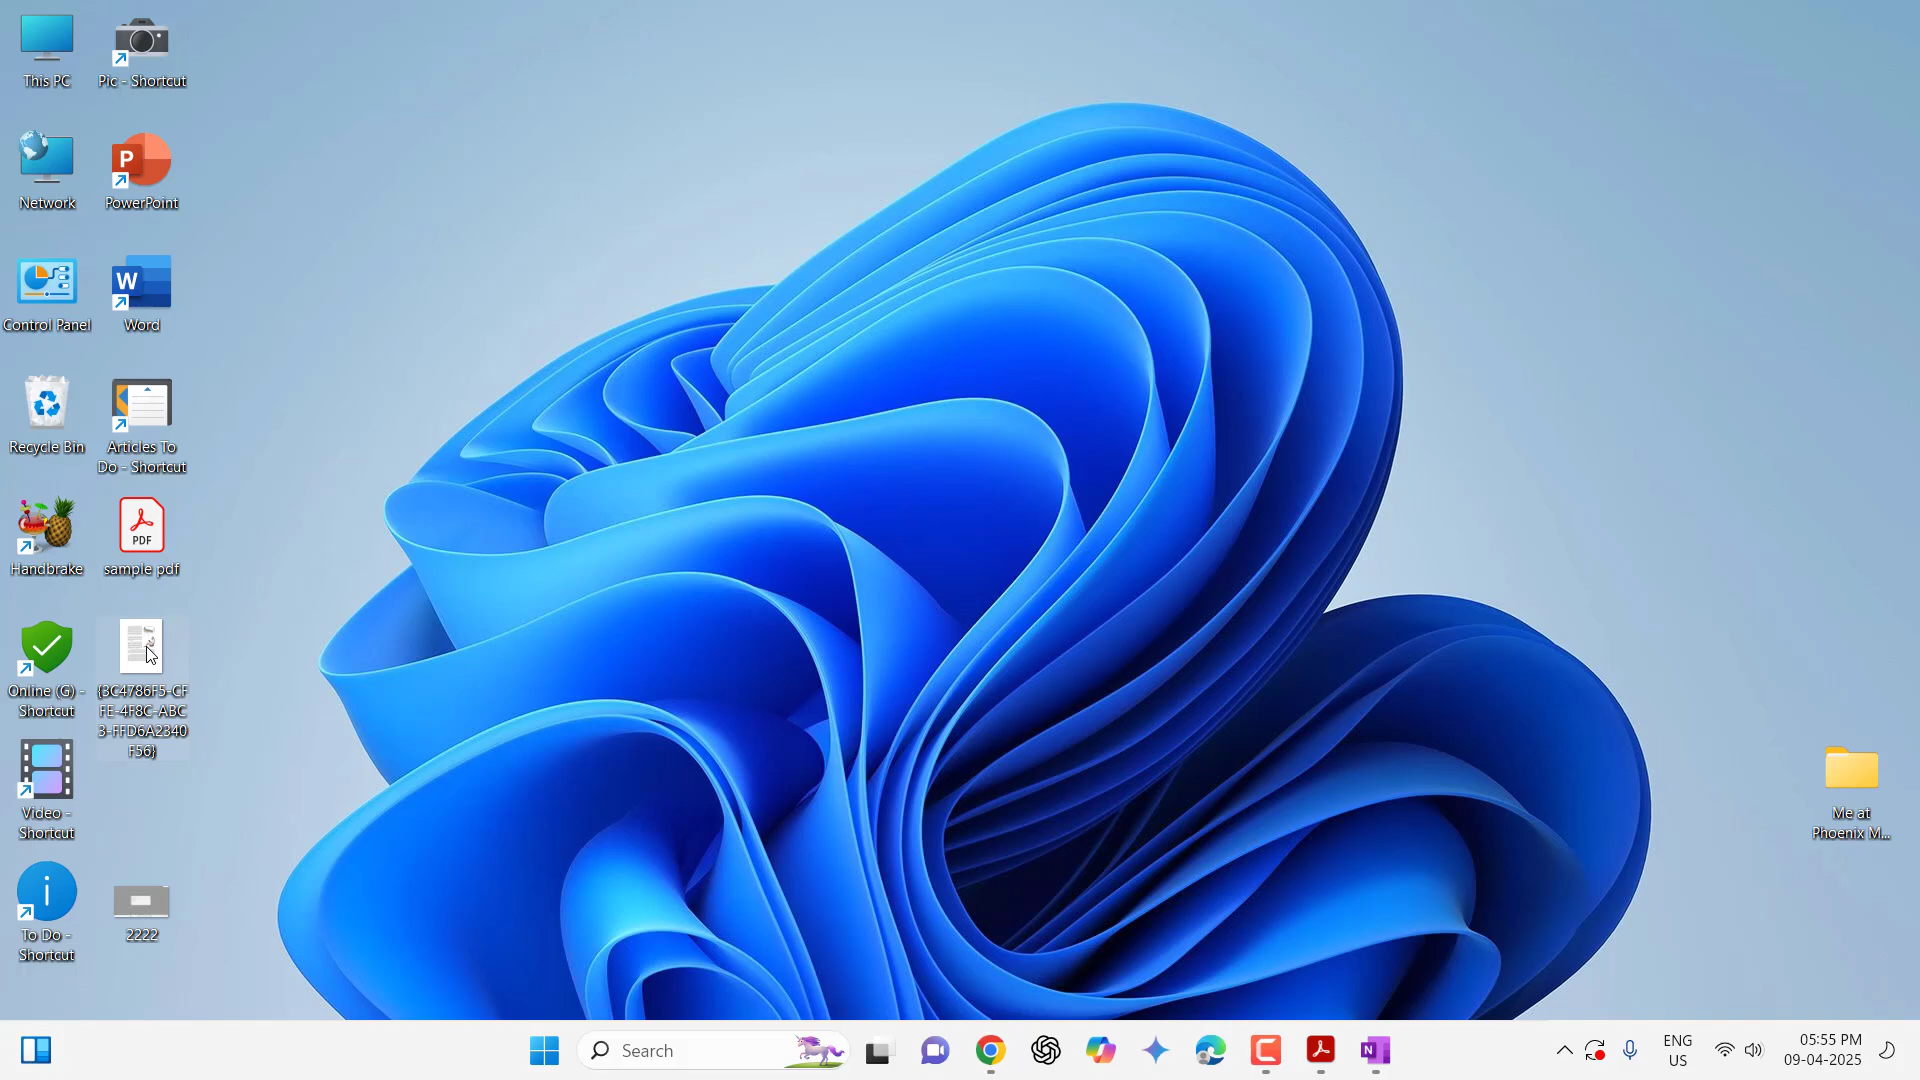 This PC
Pic - Shortcut
Network
P
PowerPoint
Control Panel
W
Word
Recycle Bin
Articles To
Do - Shortcut
Handbrake
PDF
sample pdf
Online (G) -
Shortcut
{3C4786F5-CF
FE-4F8C-ABC
3-FFD6A2340
F56}
Video -
Shortcut
i
To Do -
Shortcut
2222
Me at
Phoenix M...
Search
N
ENG
US
05:55 PM
09-04-2025